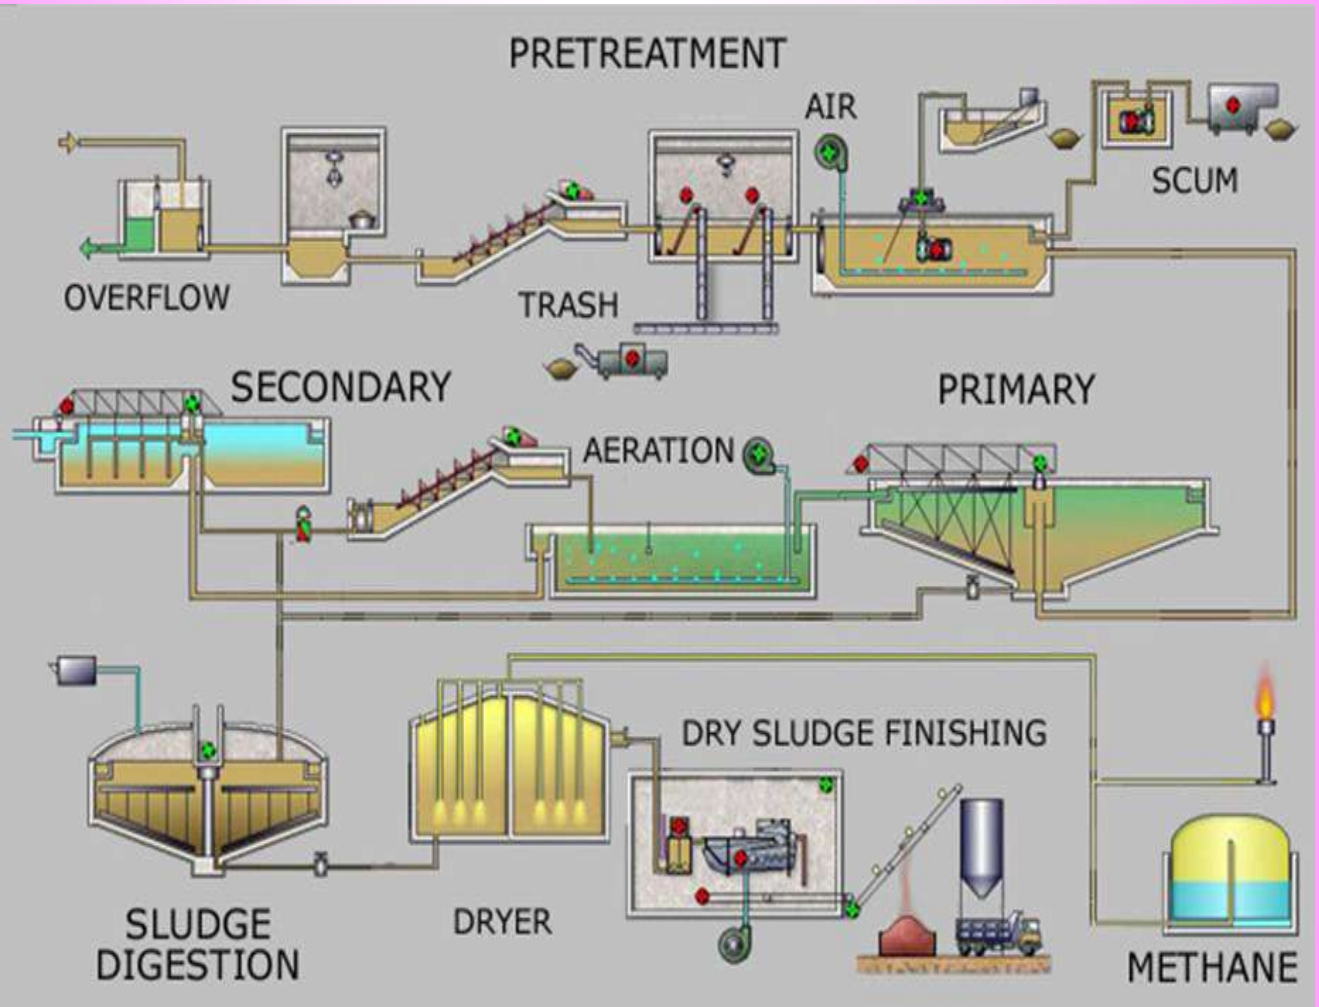 PRETREATMENT
AIR
SCUM
OVERFLOW
TRASH
SECONDARY
PRIMARY
AERATION
DRY SLUDGE FINISHING
SLUDGE
DIGESTION
DRYER
METHANE